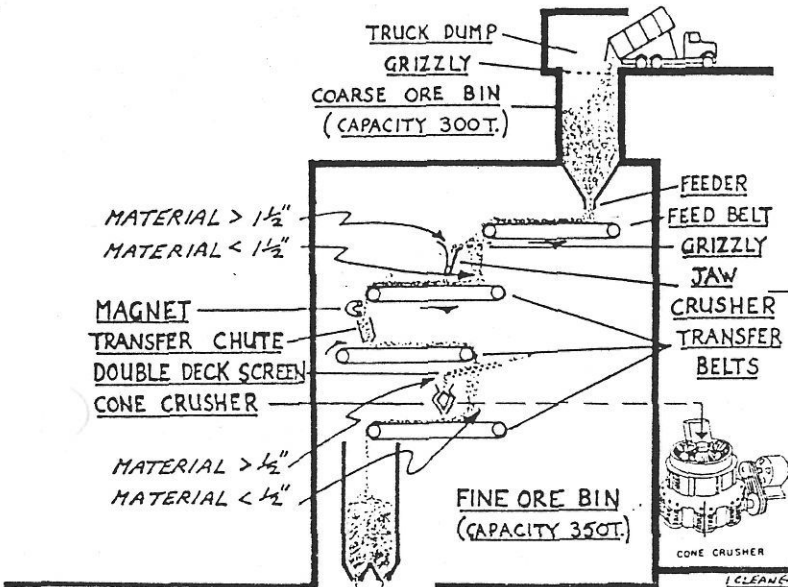 TRUCK DUMP
GRIZZLY
COARSE ORE BIN
(CAPACITY 300T.)
FEEDER
MATERIAL > 1½"
FEED BELT
MATERIAL < 1½"
GRIZZLY
JAW
MAGNET
CRUSHER
TRANSFER CHUTE
TRANSFER
DOUBLE DECK SCREEN
BELTS
CONE CRUSHER
MATERIAL > ½"
MATERIAL < ½"
FINE ORE BIN
(CAPACITY 350T.)
CONE CRUSHER